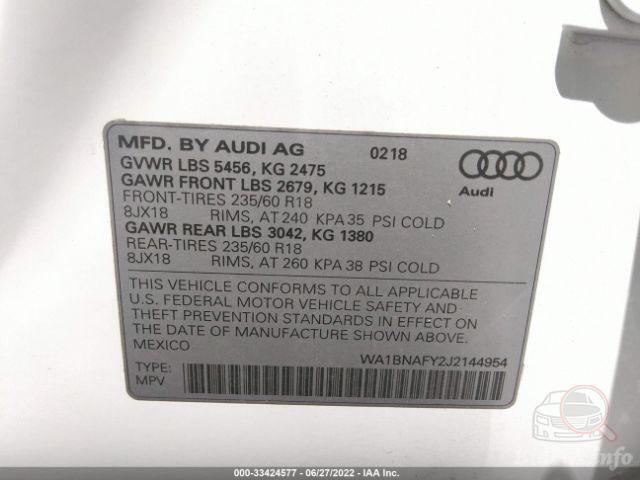 MFD. BY AUDI AG 0218
GVWR LBS 5456, KG 2475
GAWR FRONT LBS 2679, KG 1215
Audi
FRONT-TIRES 235/60 R18
8JX18 RIMS, AT 240 KPA 35 PSI COLD
GAWR REAR LBS 3042, KG 1380
REAR-TIRES 235/60 R18
8JX18 RIMS, AT 260 KPA 38 PSI COLD
THIS VEHICLE CONFORMS TO ALL APPLICABLE
U.S. FEDERAL MOTOR VEHICLE SAFETY AND
THEFT PREVENTION STANDARDS IN EFFECT ON
THE DATE OF MANUFACTURE SHOWN ABOVE.
MEXICO
WA1BNAFY2J2144954
TYPE:
MPV
000-33424577 - 06/27/2022 - IAA Inc.